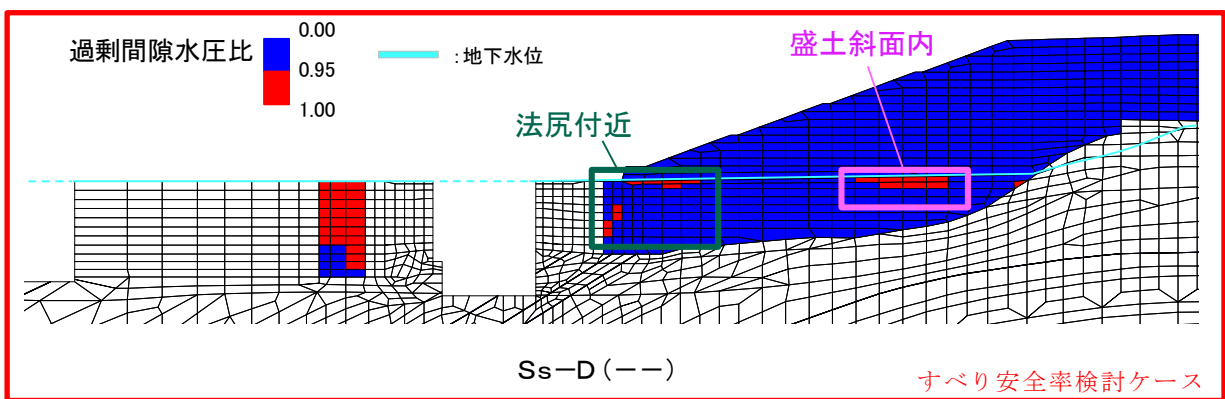 過剰間隙水圧比
0.00
0.95
1.00
:地下水位
盛土斜面内
法尻付近
Ss－D(－－)
すべり安全率検討ケース